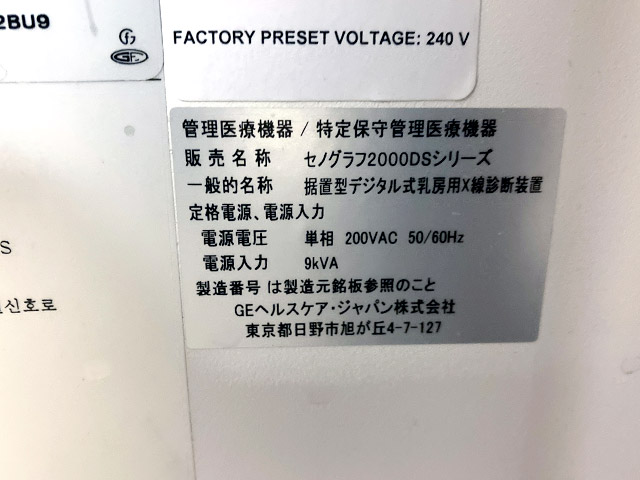 2BU9
GE
FACTORY PRESET VOLTAGE: 240 V
管理医療機器 / 特定保守管理医療機器
販売名称 セノグラフ2000DSシリーズ
一般的名称 据置型デジタル式乳房用X線診断装置
定格電源、電源入力
電源電圧 単相 200VAC 50/60Hz
電源入力 9kVA
製造番号 は製造元銘板参照のこと
GEヘルスケア・ジャパン株式会社
東京都日野市旭が丘4-7-127
S
신호로